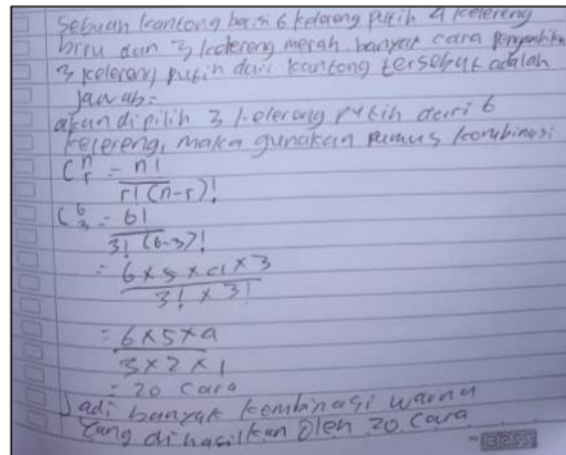 Sebuah kantong berisi 6 kelereng putih 4 kelereng
biru dan 3 kelereng merah. banyak cara pengambilan
3 kelereng putih dari kantong tersebut adalah
Jawab:
akan dipilih 3 kelereng putih dari 6
kelereng, maka gunakan rumus kombinasi
C n r = n!
r! (n-r)!
C 6 3 = 6!
3! (6-3)!
= 6 x 5 x 4 x 3
3! x 3!
= 6 x 5 x 4
3 x 2 x 1
= 20 cara
Jadi banyak kombinasi warna
yang dihasilkan oleh 20 cara